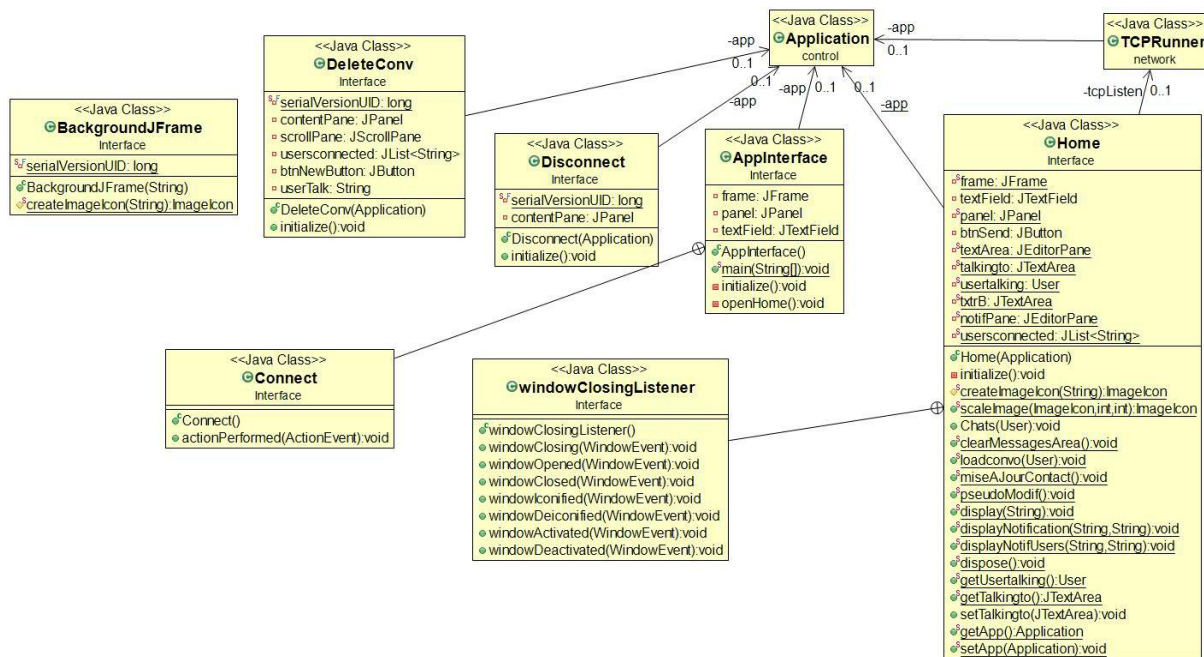 <<Java Class>>
BackgroundJFrame
Interface
serialVersionUID: long
BackgroundJFrame(String)
createImageIcon(String):ImageIcon
<<Java Class>>
DeleteConv
Interface
serialVersionUID: long
contentPane: JPanel
scrollPane: JScrollPane
usersconnected: JList<String>
btnNewButton: JButton
userTalk: String
DeleteConv(Application)
initialize():void
-app
0..1
<<Java Class>>
Application
control
-app
0..1
<<Java Class>>
TCPRunner
network
-tcpListen
0..1
0..1
-app
<<Java Class>>
Disconnect
Interface
serialVersionUID: long
contentPane: JPanel
Disconnect(Application)
initialize():void
-app
0..1
<<Java Class>>
AppInterface
Interface
frame: JFrame
panel: JPanel
textField: JTextField
AppInterface()
main(String[]):void
initialize():void
openHome():void
0..1
-app
<<Java Class>>
Home
Interface
frame: JFrame
textField: JTextField
panel: JPanel
btnSend: JButton
textArea: JEditorPane
talkingto: JTextArea
usertalking: User
txtrB: JTextArea
notifPane: JEditorPane
usersconnected: JList<String>
Home(Application)
initialize():void
createImageIcon(String):ImageIcon
scaleImage(ImageIcon,int,int):ImageIcon
Chats(User):void
clearMessagesArea():void
loadconvo(User):void
miseAJourContact():void
pseudoModif():void
display(String):void
displayNotification(String,String):void
displayNotifUsers(String,String):void
dispose():void
getUsertalking():User
getTalkingto():JTextArea
setTalkingto(JTextArea):void
getApp():Application
setApp(Application):void
<<Java Class>>
Connect
Interface
Connect()
actionPerformed(ActionEvent):void
<<Java Class>>
windowClosingListener
Interface
windowClosingListener()
windowClosing(WindowEvent):void
windowOpened(WindowEvent):void
windowClosed(WindowEvent):void
windowIconified(WindowEvent):void
windowDeiconified(WindowEvent):void
windowActivated(WindowEvent):void
windowDeactivated(WindowEvent):void